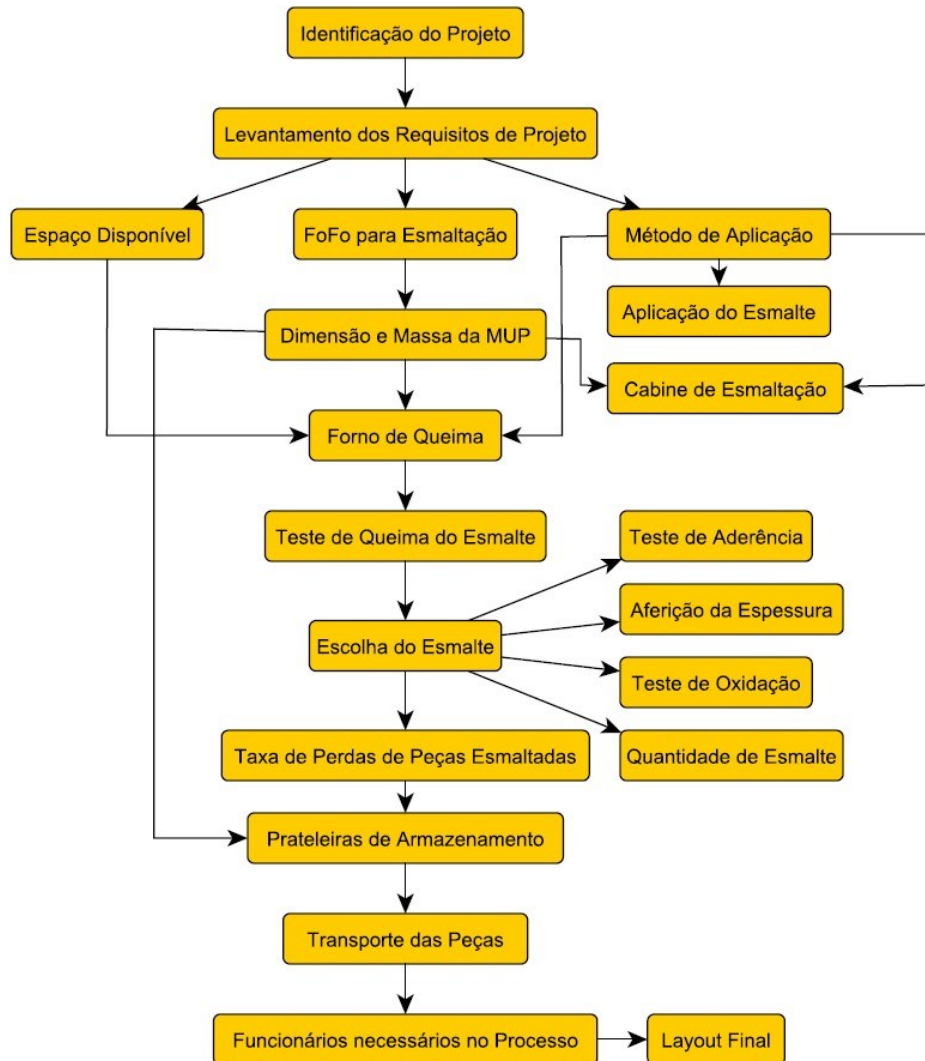 Identificação do Projeto
Levantamento dos Requisitos de Projeto
Espaço Disponível
FoFo para Esmaltação
Método de Aplicação
Aplicação do Esmalte
Dimensão e Massa da MUP
Cabine de Esmaltação
Forno de Queima
Teste de Queima do Esmalte
Teste de Aderência
Aferição da Espessura
Escolha do Esmalte
Teste de Oxidação
Taxa de Perdas de Peças Esmaltadas
Quantidade de Esmalte
Prateleiras de Armazenamento
Transporte das Peças
Funcionários necessários no Processo
Layout Final